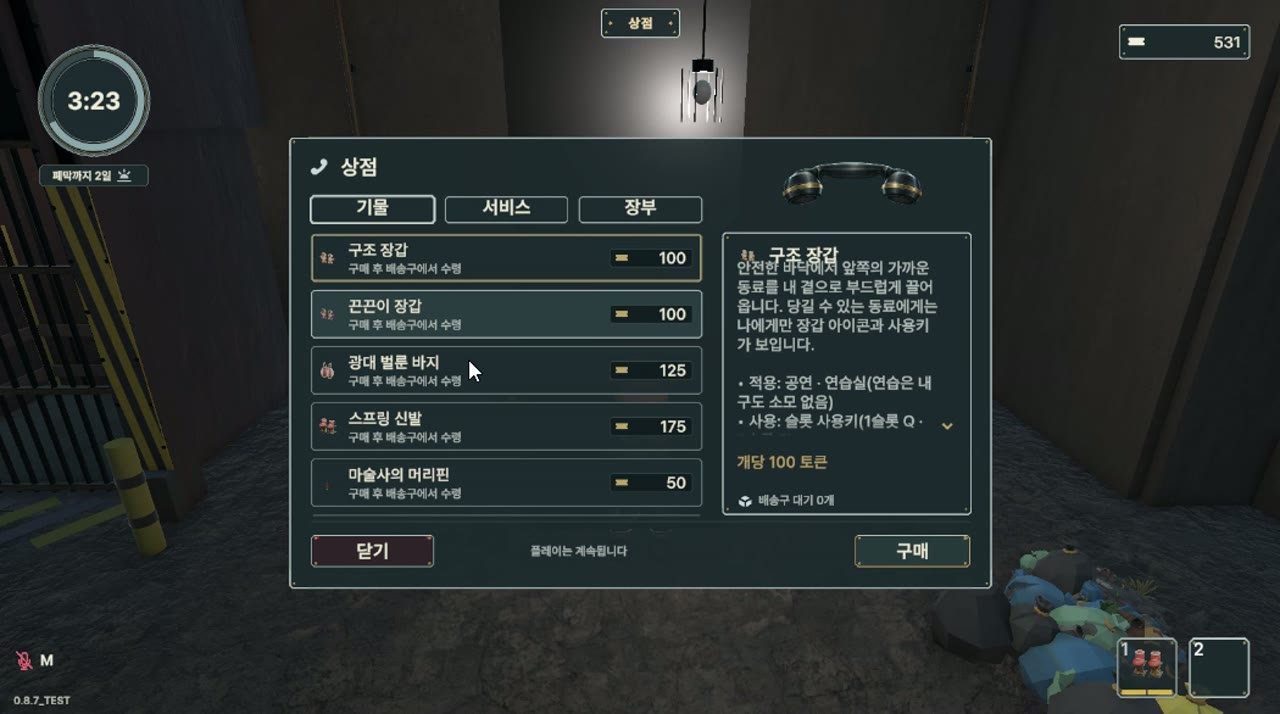 상점
531
3:23
폐막까지 2일
상점
기물
서비스
장부
구조 장갑
구매 후 배송구에서 수령
100
끈끈이 장갑
구매 후 배송구에서 수령
100
광대 벌룬 바지
구매 후 배송구에서 수령
125
스프링 신발
구매 후 배송구에서 수령
175
마술사의 머리핀
구매 후 배송구에서 수령
50
구조 장갑
안전한 바닥에서 앞쪽의 가까운
동료를 내 곁으로 부드럽게 끌어
옵니다. 당길 수 있는 동료에게는
나에게만 장갑 아이콘과 사용키
가 보입니다.
• 적용: 공연 · 연습실(연습은 내
구도 소모 없음)
• 사용: 슬롯 사용키(1슬롯 Q ·
개당 100 토큰
배송구 대기 0개
닫기
플레이는 계속됩니다
구매
M
0.8.7_TEST
1
2